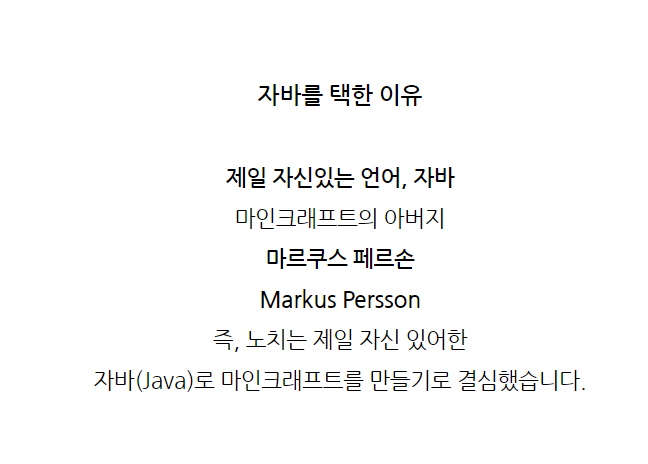 자바를 택한 이유
제일 자신있는 언어, 자바
마인크래프트의 아버지
마르쿠스 페르손
Markus Persson
즉, 노치는 제일 자신 있어한
자바(Java)로 마인크래프트를 만들기로 결심했습니다.